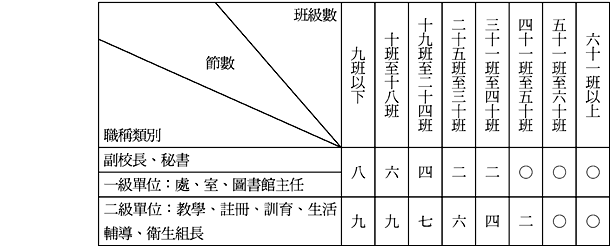 班級數
節數
職稱類別
九班以下
十班至十八班
十九班至二十四班
二十五班至三十班
三十一班至四十班
四十一班至五十班
五十一班至六十班
六十一班以上
副校長、秘書
一級單位：處、室、圖書館主任
八 六 四 二 二 〇 〇 〇
二級單位：教學、註冊、訓育、生活
輔導、衛生組長
九 九 七 六 四 二 〇 〇